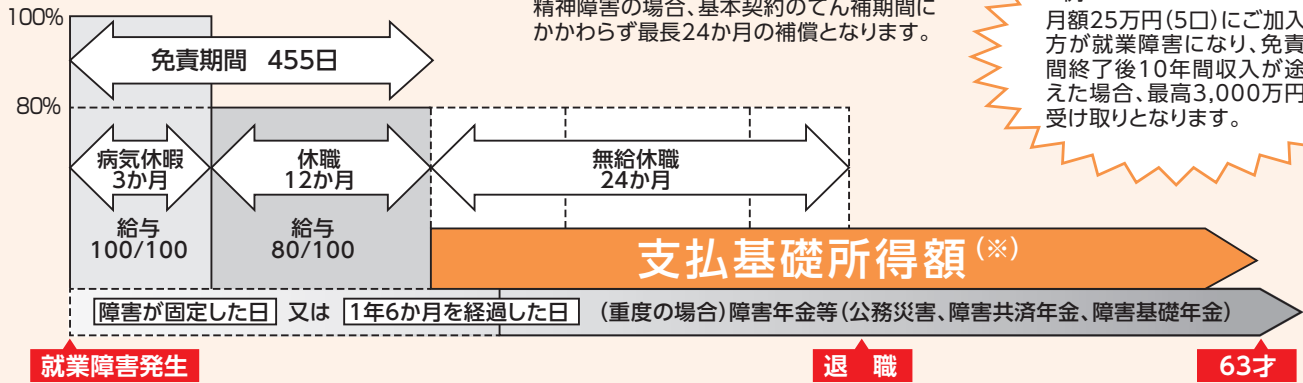 精神障害の場合、基本契約のてん補期間に
かかわらず最長24か月の補償となります。
月額25万円(5口)にご加入
方が就業障害になり、免責
間終了後10年間収入が途
えた場合、最高3,000万円
受け取りとなります。
100%
免責期間 455日
80%
病気休暇
3か月
休職
12か月
無給休職
24か月
給与
100/100
給与
80/100
支払基礎所得額(※)
障害が固定した日 又は 1年6か月を経過した日 (重度の場合)障害年金等(公務災害、障害共済年金、障害基礎年金)
就業障害発生
退 職
63才